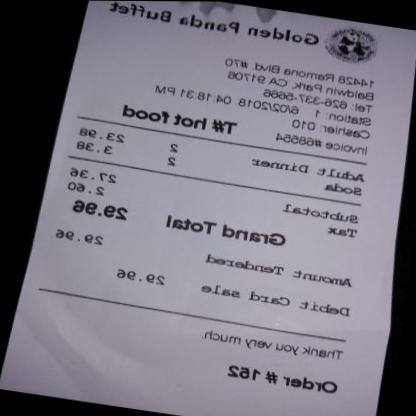 Golden Panda Buffet
14428 Ramona Blvd. #70
Baldwin Park, CA 91706
Tel: 626-337-5666
Station: 1 6/02/2018 04:18:31 PM
Cashier: 010
Invoice #688554
T# hot food
Adult Dinner 2 23.98
Soda 2 3.38
Subtotal 27.36
Tax 2.60
Grand Total 29.96
Amount Tendered 29.96
Debit Card sale 29.96
Thank you very much.
Order # 152